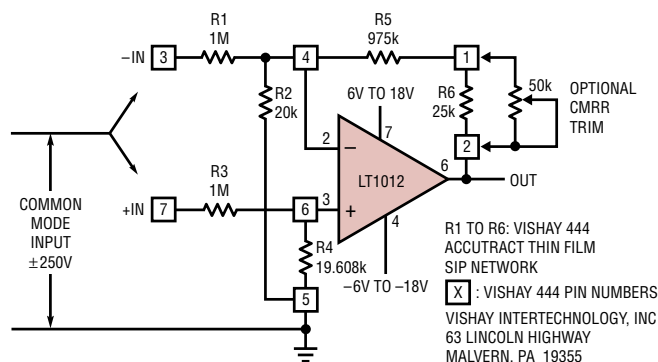 R1
1M
R5
975k
–IN
3
4
1
50k
OPTIONAL
CMRR
TRIM
R2
20k
R6
25k
6V TO 18V
7
2
2
–
6
OUT
LT1012
R3
1M
COMMON
MODE
INPUT
±250V
+IN
7
6
3
+
4
R4
19.608k
–6V TO –18V
5
R1 TO R6: VISHAY 444
ACCUTRACT THIN FILM
SIP NETWORK
X : VISHAY 444 PIN NUMBERS
VISHAY INTERTECHNOLOGY, INC
63 LINCOLN HIGHWAY
MALVERN, PA 19355